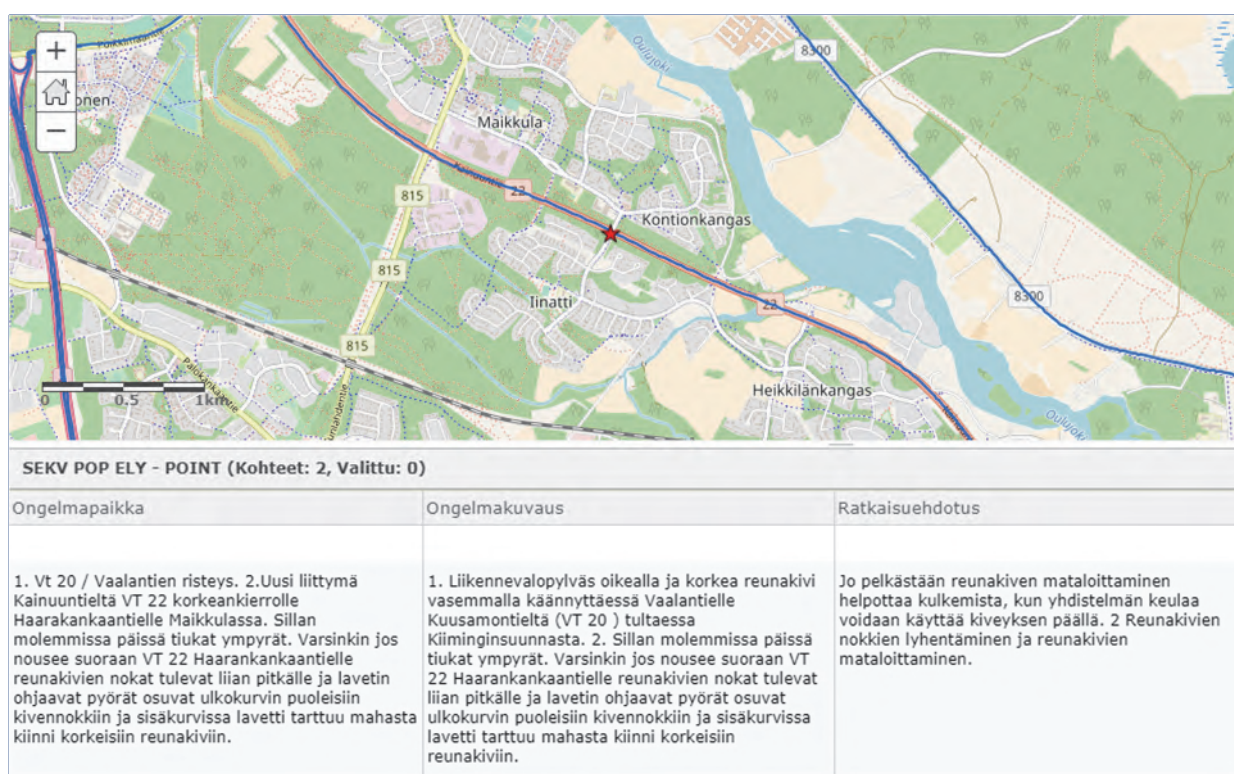 Poikkimaantie
Oulujoki
8300
+
−
onen
Maikkula
815
Kainuuntie
22
Kontionkangas
815
Iinatti
8300
22
815
Heikkilänkangas
0 0.5 1km
Oulujoki
SEKV POP ELY - POINT (Kohteet: 2, Valittu: 0)
Ongelmapaikka
1. Vt 20 / Vaalantien risteys. 2.Uusi liittymä
Kainuuntieltä VT 22 korkeankierrolle
Haarakankaantielle Maikkulassa. Sillan
molemmissa päissä tiukat ympyrät. Varsinkin jos
nousee suoraan VT 22 Haarankankaantielle
reunakivien nokat tulevat liian pitkälle ja lavetin
ohjaavat pyörät osuvat ulkokurvin puoleisiin
kivennokkiin ja sisäkurvissa lavetti tarttuu mahasta
kiinni korkeisiin reunakiviin.
Ongelmakuvaus
1. Liikennevalopylväs oikealla ja korkea reunakivi
vasemmalla käännyttäessä Vaalantielle
Kuusamontieltä (VT 20 ) tultaessa
Kiiminginsuunnasta. 2. Sillan molemmissa päissä
tiukat ympyrät. Varsinkin jos nousee suoraan VT
22 Haarankankaantielle reunakivien nokat tulevat
liian pitkälle ja lavetin ohjaavat pyörät osuvat
ulkokurvin puoleisiin kivennokkiin ja sisäkurvissa
lavetti tarttuu mahasta kiinni korkeisiin
reunakiviin.
Ratkaisuehdotus
Jo pelkästään reunakiven mataloittaminen
helpottaa kulkemista, kun yhdistelmän keulaa
voidaan käyttää kiveyksen päällä. 2 Reunakivien
nokkien lyhentäminen ja reunakivien
mataloittaminen.